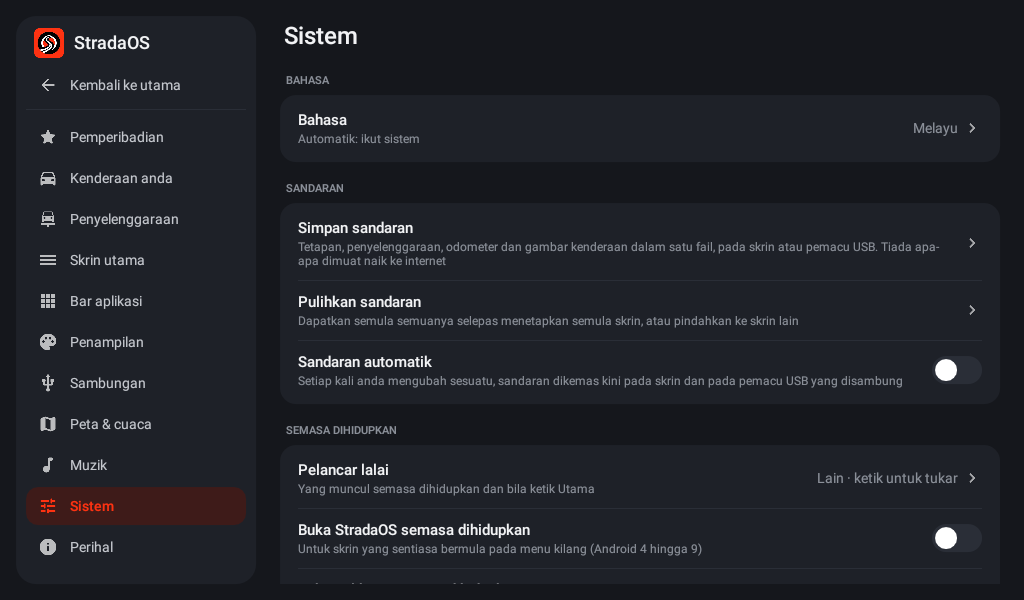 StradaOS
Kembali ke utama
Pemperibadian
Kenderaan anda
Penyelenggaraan
Skrin utama
Bar aplikasi
Penampilan
Sambungan
Peta & cuaca
Muzik
Sistem
Perihal
Sistem
BAHASA
Bahasa
Automatik: ikut sistem
Melayu
SANDARAN
Simpan sandaran
Tetapan, penyelenggaraan, odometer dan gambar kenderaan dalam satu fail, pada skrin atau pemacu USB. Tiada apa-
apa dimuat naik ke internet
Pulihkan sandaran
Dapatkan semula semuanya selepas menetapkan semula skrin, atau pindahkan ke skrin lain
Sandaran automatik
Setiap kali anda mengubah sesuatu, sandaran dikemas kini pada skrin dan pada pemacu USB yang disambung
SEMASA DIHIDUPKAN
Pelancar lalai
Yang muncul semasa dihidupkan dan bila ketik Utama
Lain · ketik untuk tukar
Buka StradaOS semasa dihidupkan
Untuk skrin yang sentiasa bermula pada menu kilang (Android 4 hingga 9)